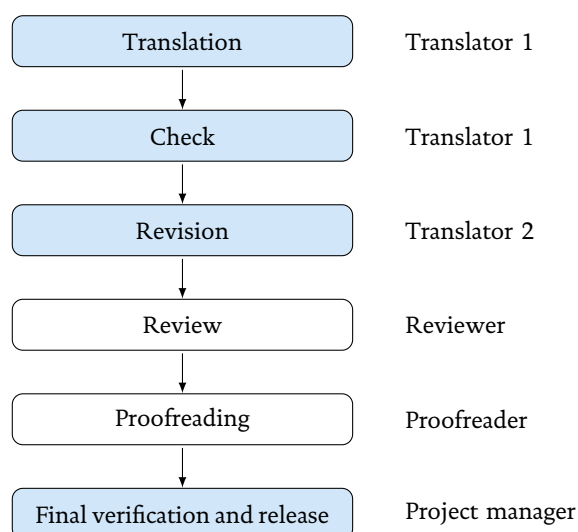 Translation Translator 1
Check Translator 1
Revision Translator 2
Review Reviewer
Proofreading Proofreader
Final verification and release Project manager